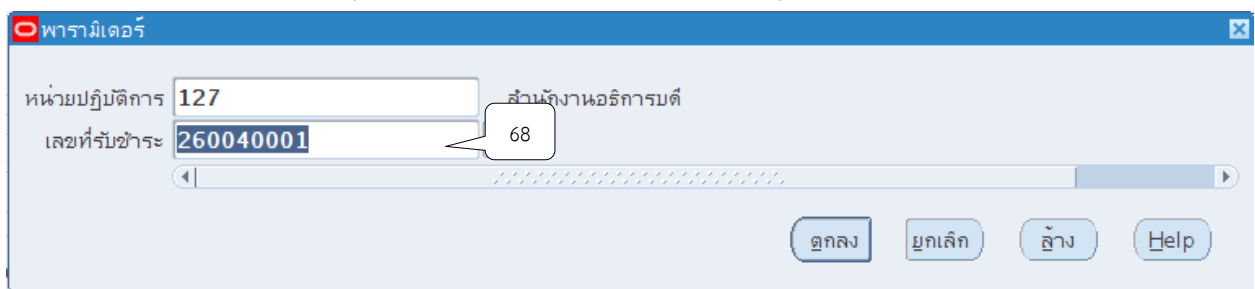 พารามิเตอร์
หน่วยปฏิบัติการ 127 สำนักงานอธิการบดี
เลขที่รับชำระ 260040001 68
ตกลง ยกเลิก ล้าง Help